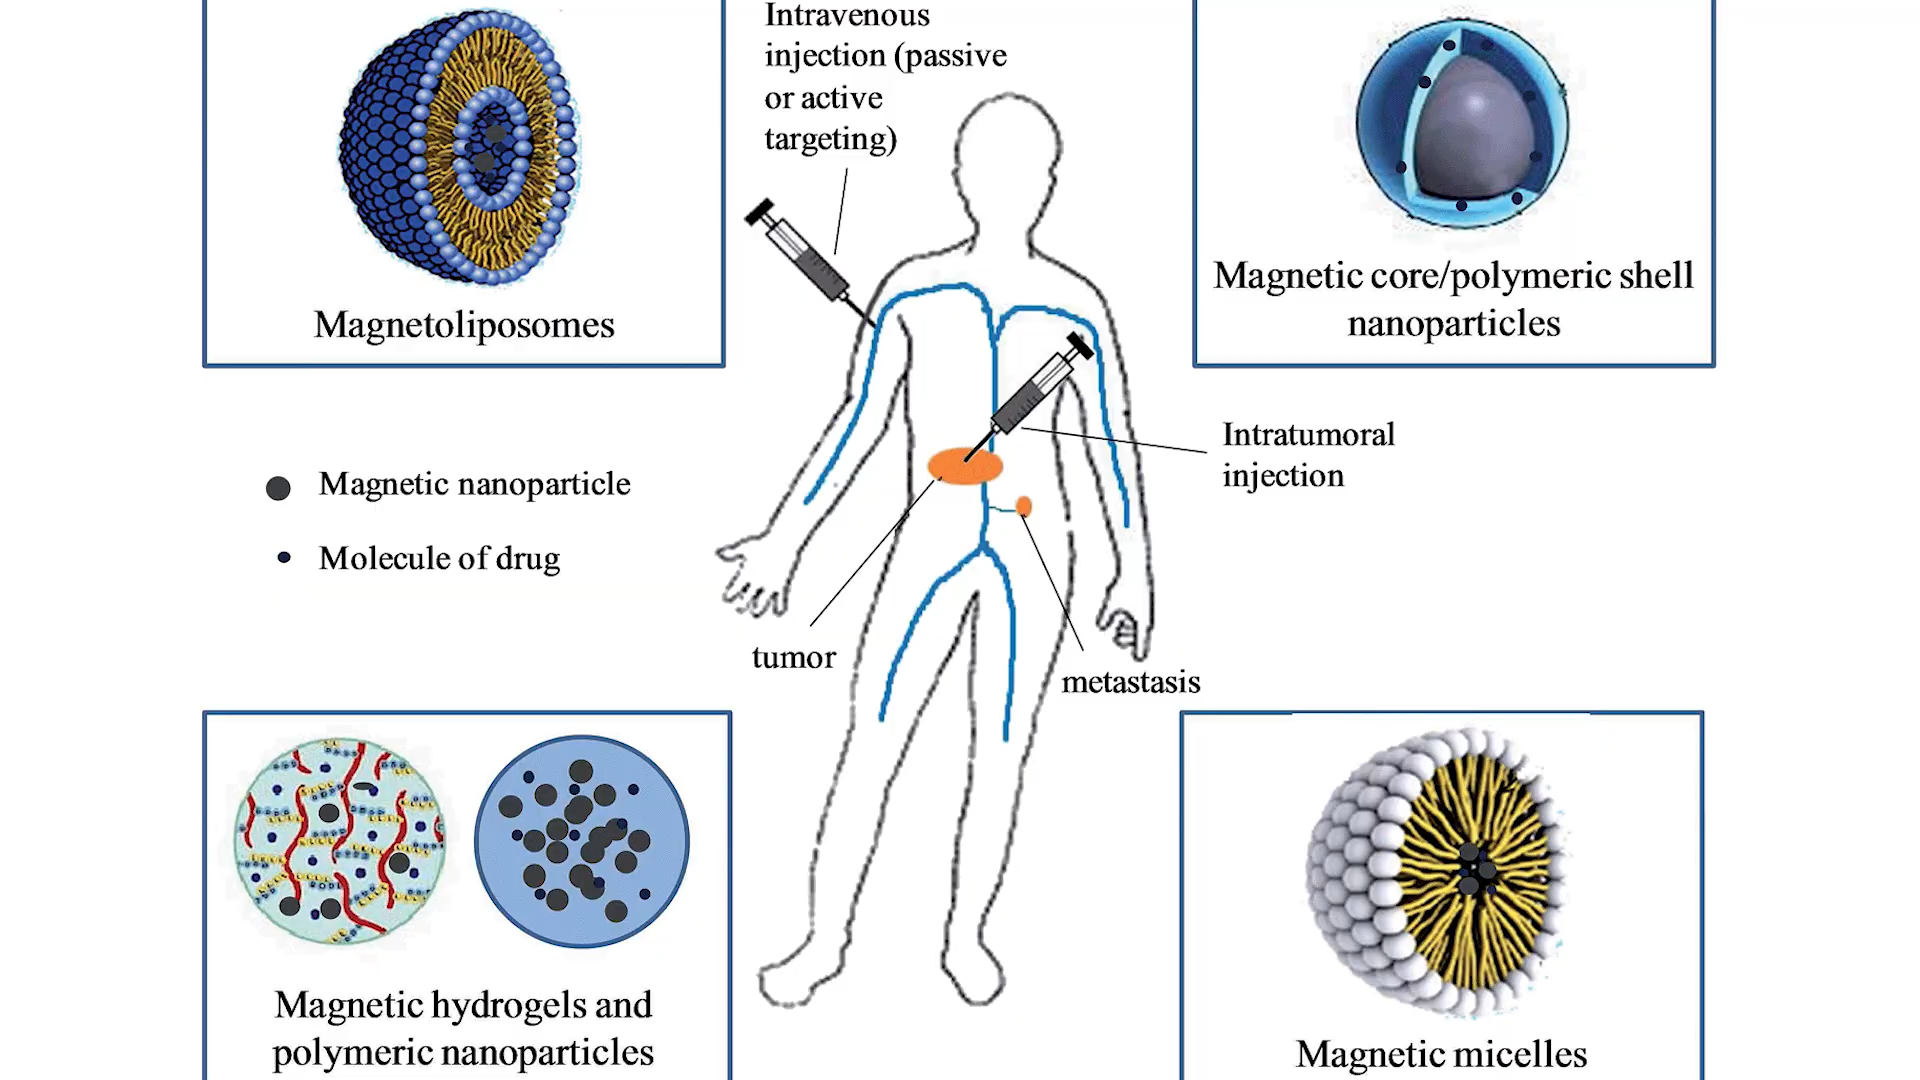 Intravenous
injection (passive
or active
targeting)
Magnetoliposomes
Magnetic core/polymeric shell
nanoparticles
Intratumoral
injection
Magnetic nanoparticle
Molecule of drug
tumor
metastasis
Magnetic hydrogels and
polymeric nanoparticles
Magnetic micelles